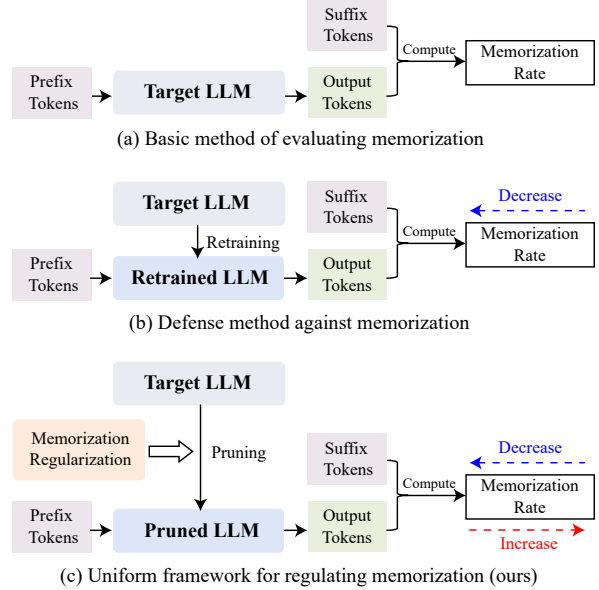 Suffix
Tokens
Compute
Memorization
Rate
Prefix
Tokens
Target LLM
Output
Tokens
(a) Basic method of evaluating memorization
Target LLM
Suffix
Tokens
Decrease
Retraining
Compute
Memorization
Rate
Prefix
Tokens
Retrained LLM
Output
Tokens
(b) Defense method against memorization
Target LLM
Memorization
Regularization
Pruning
Suffix
Tokens
Decrease
Compute
Memorization
Rate
Prefix
Tokens
Pruned LLM
Output
Tokens
Increase
(c) Uniform framework for regulating memorization (ours)